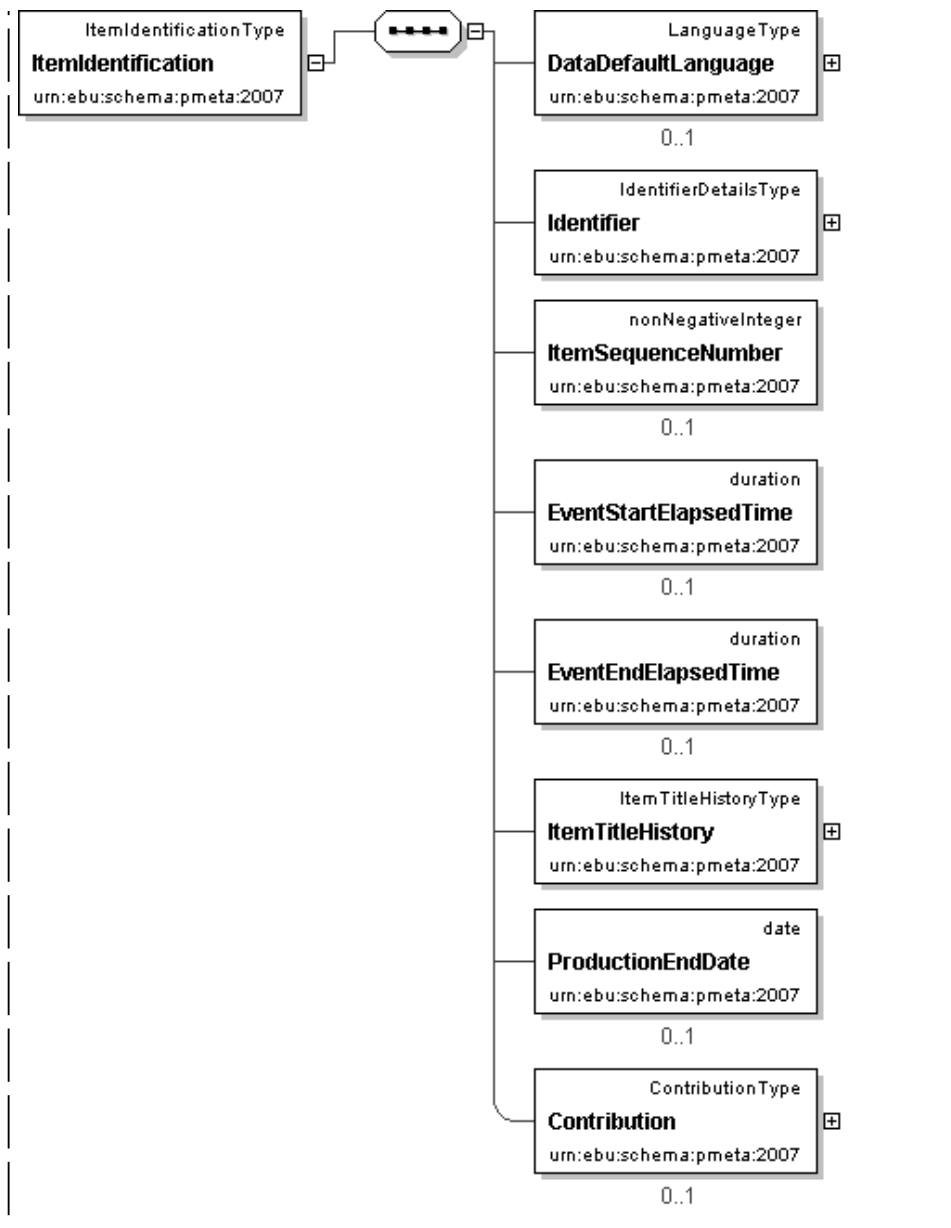 ItemIdentificationType
ItemIdentification
urn:ebu:schema:pmeta:2007
LanguageType
DataDefaultLanguage
urn:ebu:schema:pmeta:2007
0..1
IdentifierDetailsType
Identifier
urn:ebu:schema:pmeta:2007
nonNegativeInteger
ItemSequenceNumber
urn:ebu:schema:pmeta:2007
0..1
duration
EventStartElapsedTime
urn:ebu:schema:pmeta:2007
0..1
duration
EventEndElapsedTime
urn:ebu:schema:pmeta:2007
0..1
ItemTitleHistoryType
ItemTitleHistory
urn:ebu:schema:pmeta:2007
date
ProductionEndDate
urn:ebu:schema:pmeta:2007
0..1
ContributionType
Contribution
urn:ebu:schema:pmeta:2007
0..1